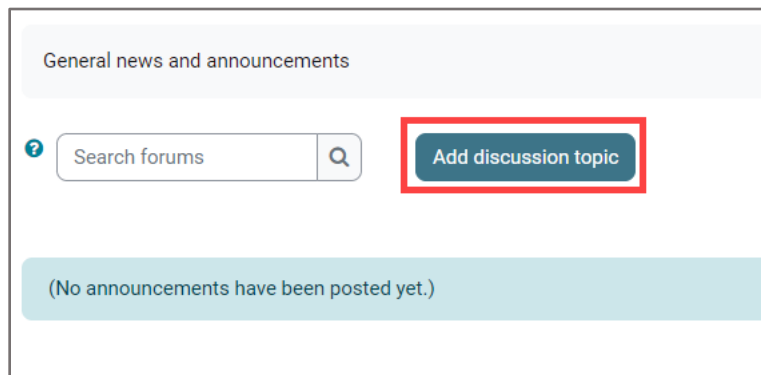 General news and announcements
Search forums
Add discussion topic
(No announcements have been posted yet.)